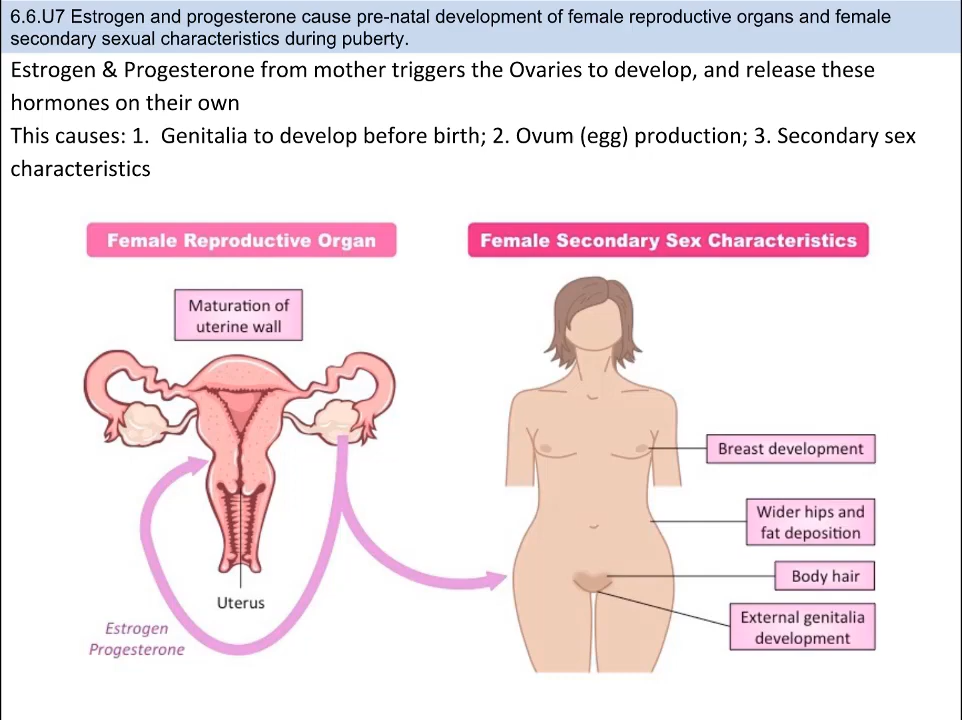 6.6.U7 Estrogen and progesterone cause pre-natal development of female reproductive organs and female
secondary sexual characteristics during puberty.
Estrogen & Progesterone from mother triggers the Ovaries to develop, and release these
hormones on their own
This causes: 1.  Genitalia to develop before birth; 2. Ovum (egg) production; 3. Secondary sex
characteristics
Female Reproductive Organ
Maturation of
uterine wall
Uterus
Estrogen
Progesterone
Female Secondary Sex Characteristics
Breast development
Wider hips and
fat deposition
Body hair
External genitalia
development